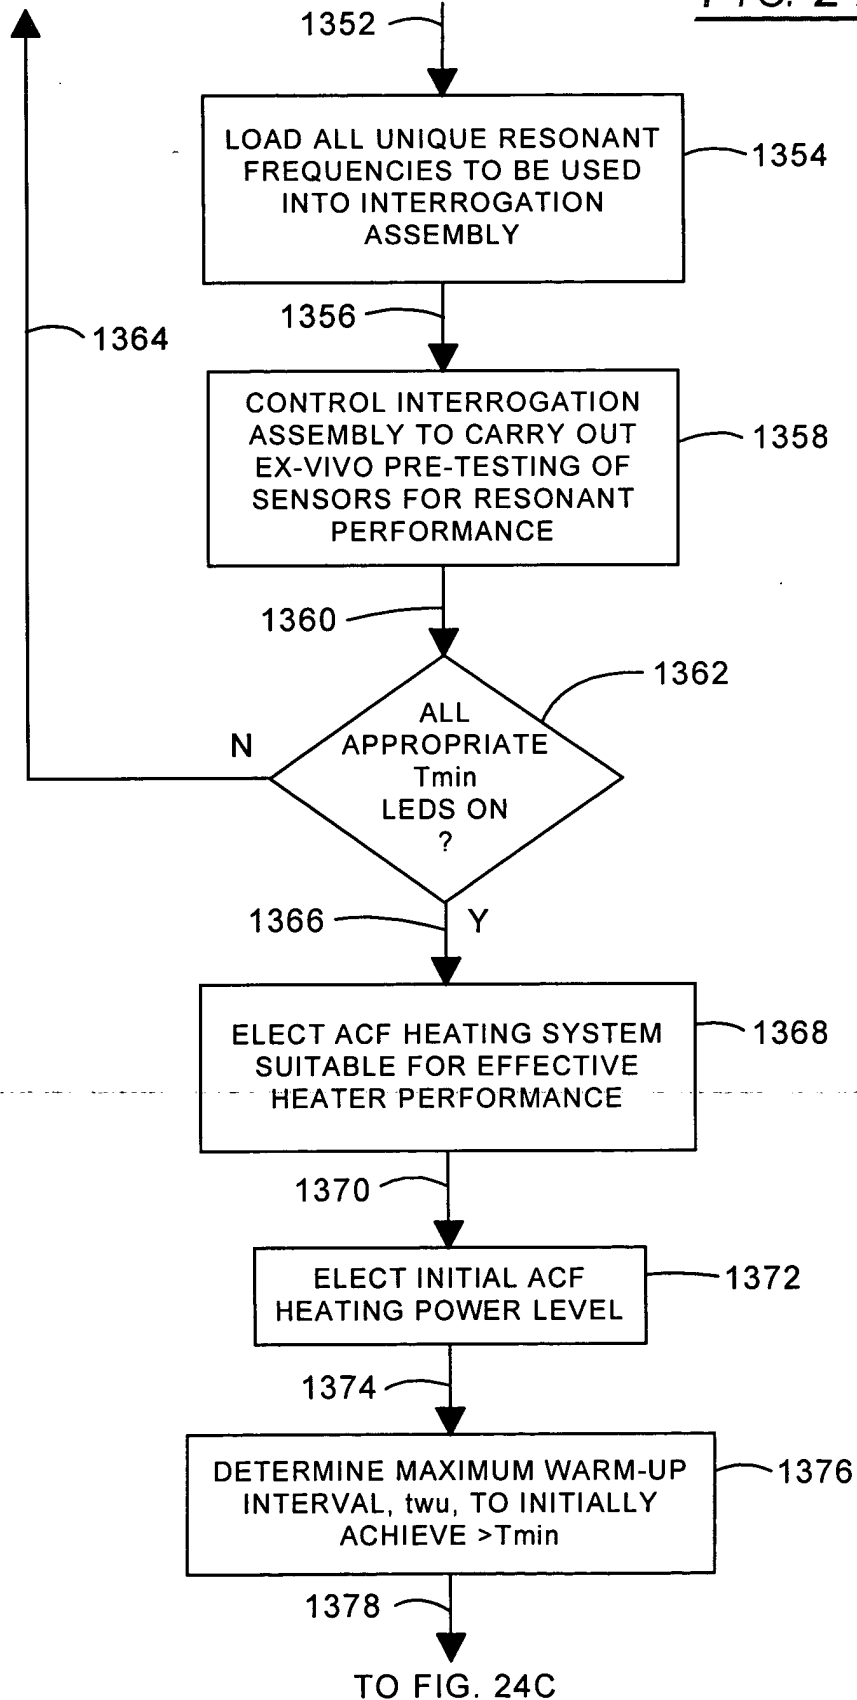 1352
LOAD ALL UNIQUE RESONANT
FREQUENCIES TO BE USED
INTO INTERROGATION
ASSEMBLY
1354
1356
1364
CONTROL INTERROGATION
ASSEMBLY TO CARRY OUT
EX-VIVO PRE-TESTING OF
SENSORS FOR RESONANT
PERFORMANCE
1358
1360
1362
ALL
APPROPRIATE
Tmin
LEDS ON
?
N
1366
Y
ELECT ACF HEATING SYSTEM
SUITABLE FOR EFFECTIVE
HEATER PERFORMANCE
1368
1370
ELECT INITIAL ACF
HEATING POWER LEVEL
1372
1374
DETERMINE MAXIMUM WARM-UP
INTERVAL, twu, TO INITIALLY
ACHIEVE >Tmin
1376
1378
TO FIG. 24C